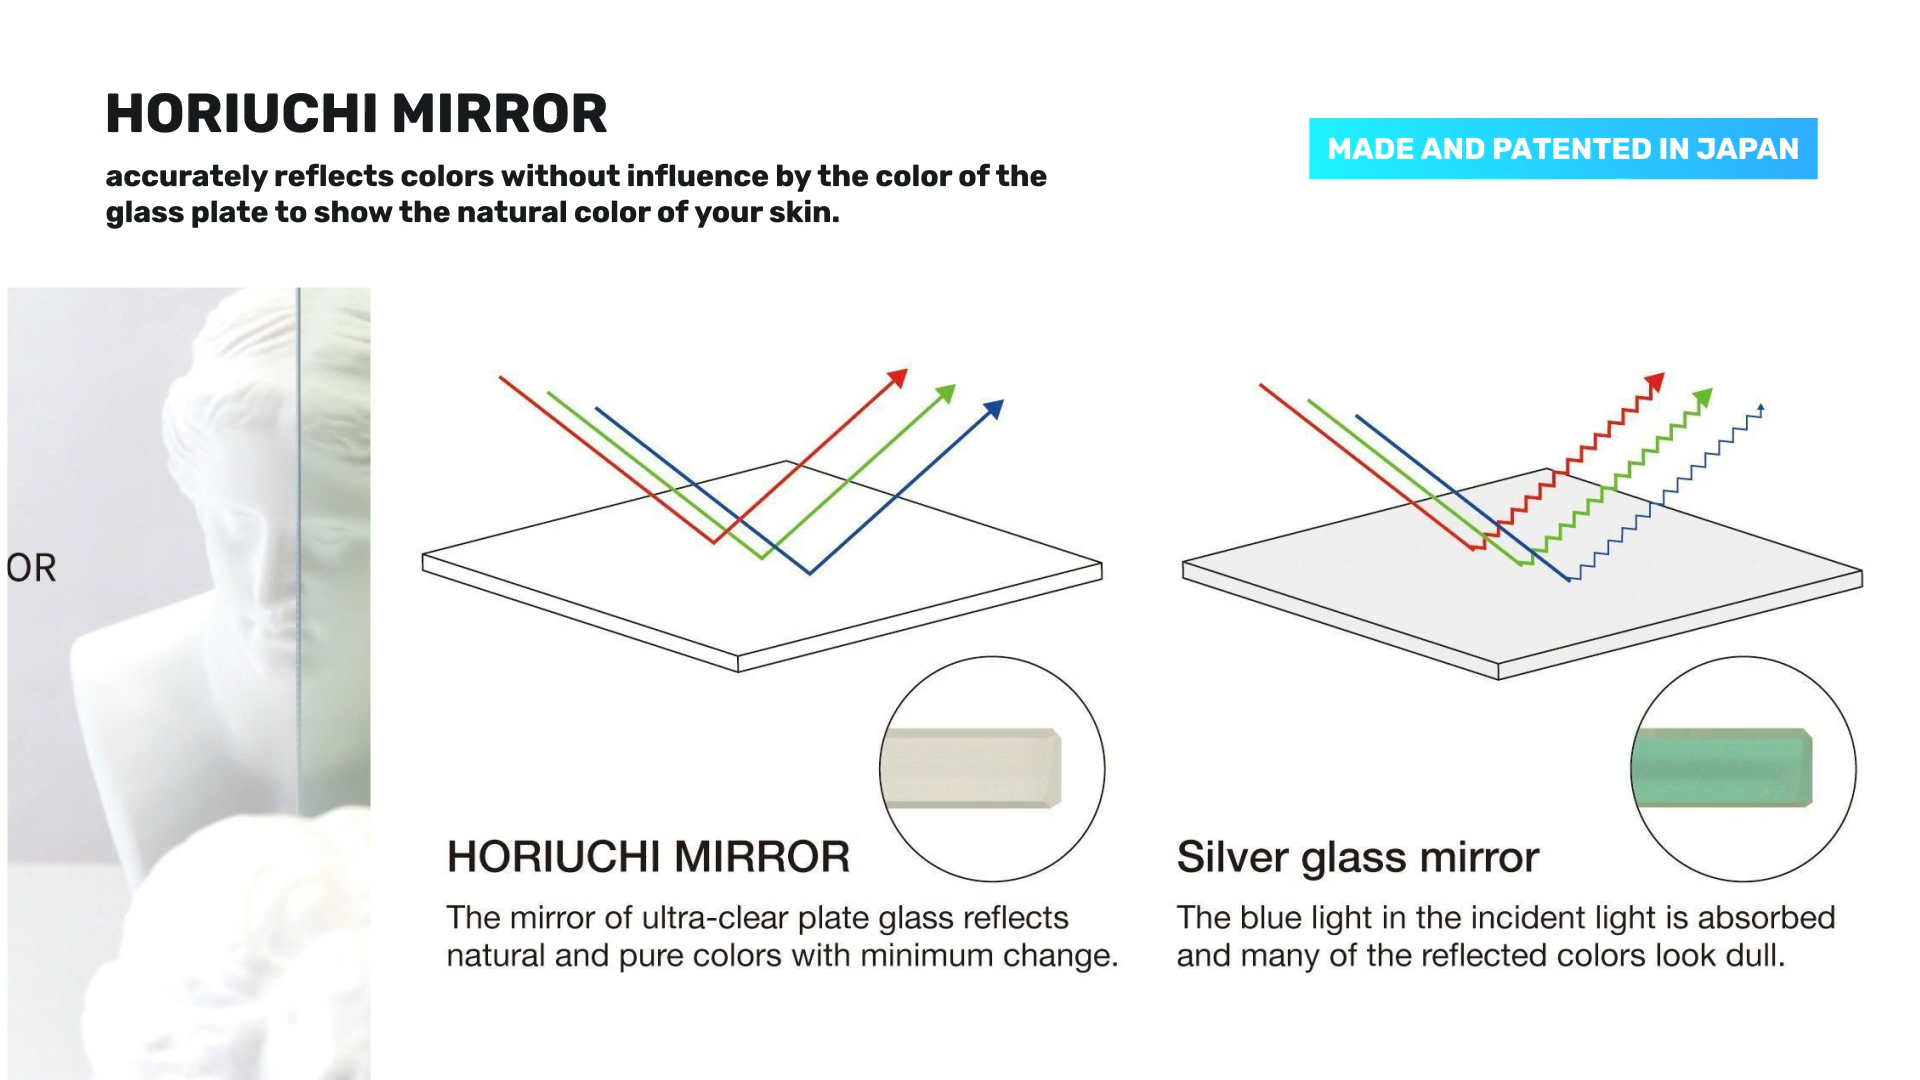 HORIUCHI MIRROR
accurately reflects colors without influence by the color of the
glass plate to show the natural color of your skin.
MADE AND PATENTED IN JAPAN
OR
HORIUCHI MIRROR
The mirror of ultra-clear plate glass reflects
natural and pure colors with minimum change.
Silver glass mirror
The blue light in the incident light is absorbed
and many of the reflected colors look dull.